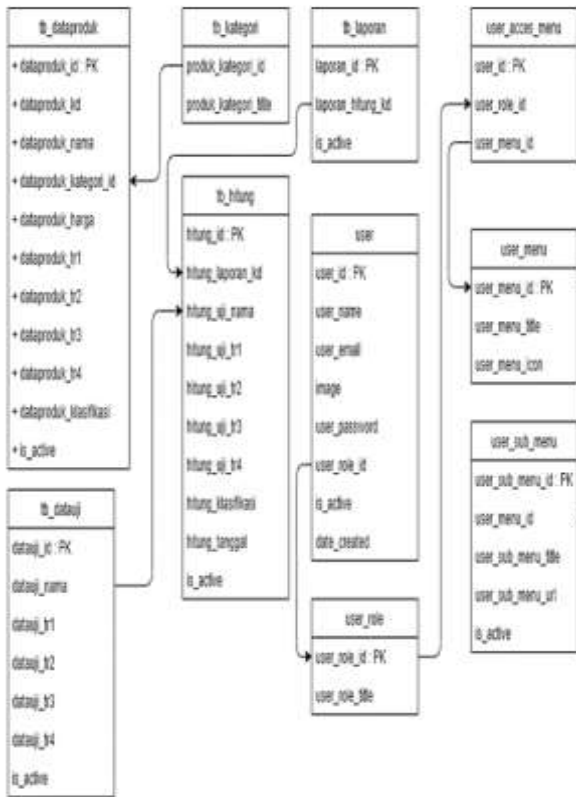 tb_dataproduk
+ dataproduk_id : PK
+ dataproduk_kd
+ dataproduk_nama
+ dataproduk_kategori_id
+ dataproduk_harga
+ dataproduk_tr1
+ dataproduk_tr2
+ dataproduk_tr3
+ dataproduk_tr4
+ dataproduk_klasifikasi
+ is_active
tb_kategori
produk_kategori_id
produk_kategori_title
tb_laporan
laporan_id : PK
laporan_hitung_kd
is_active
user_acces_menu
user_id : PK
user_role_id
user_menu_id
tb_hitung
hitung_id : PK
hitung_laporan_kd
hitung_uji_nama
hitung_uji_tr1
hitung_uji_tr2
hitung_uji_tr3
hitung_uji_tr4
hitung_klasifikasi
hitung_tanggal
is_active
user
user_id : PK
user_name
user_email
image
user_password
user_role_id
is_active
date_created
user_menu
user_menu_id : PK
user_menu_title
user_menu_icon
user_sub_menu
user_sub_menu_id : PK
user_menu_id
user_sub_menu_title
user_sub_menu_url
is_active
tb_datauji
datauji_id : PK
datauji_nama
datauji_tr1
datauji_tr2
datauji_tr3
datauji_tr4
is_active
user_role
user_role_id : PK
user_role_title